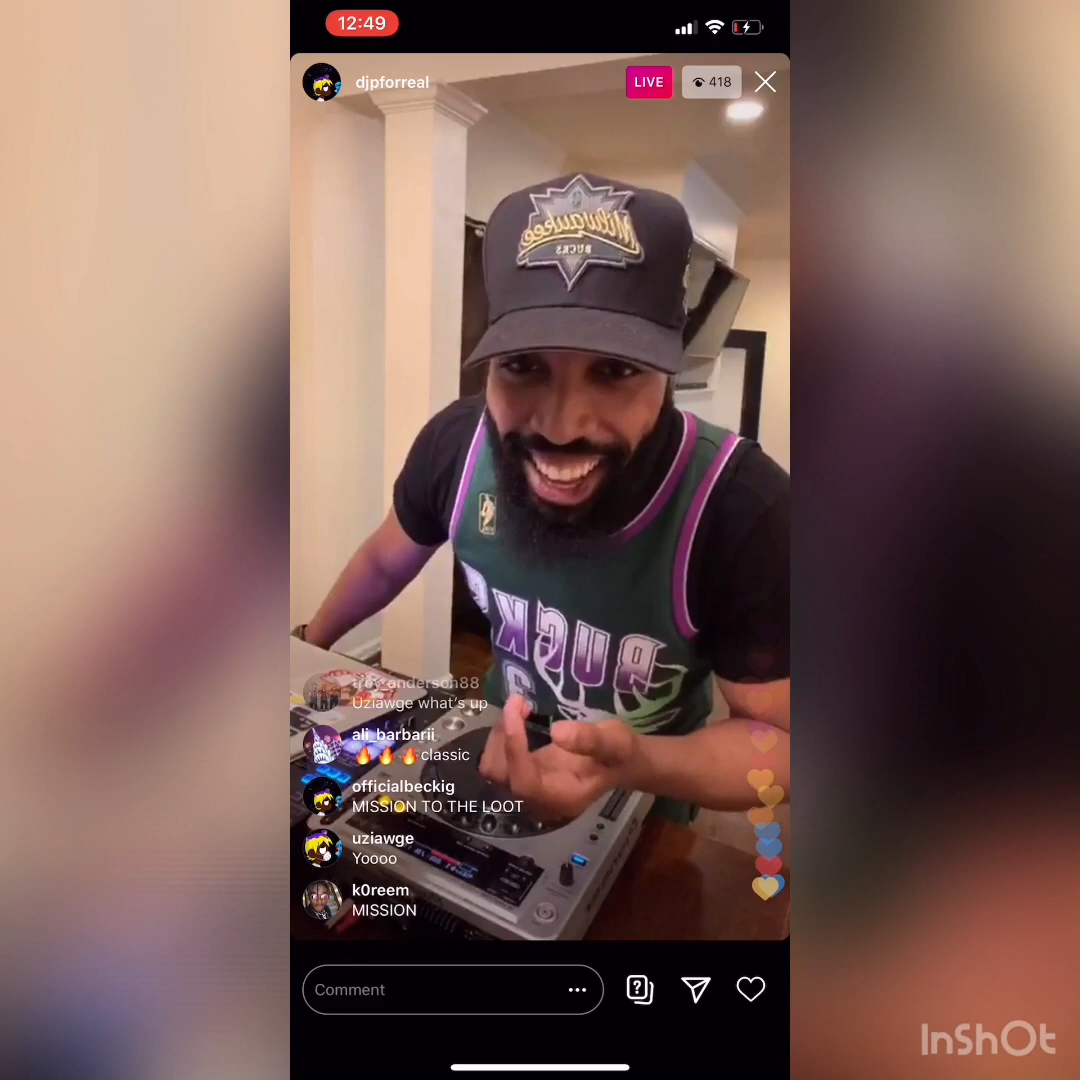 12:49
djpforreal
LIVE
418
Milwaukee
BUCKS
BUCKS
troy_anderson88
Uziawge what's up
ali_barbarii
🔥🔥🔥classic
officialbeckig
MISSION TO THE LOOT
uziawge
Yoooo
k0reem
MISSION
Comment
InShOt